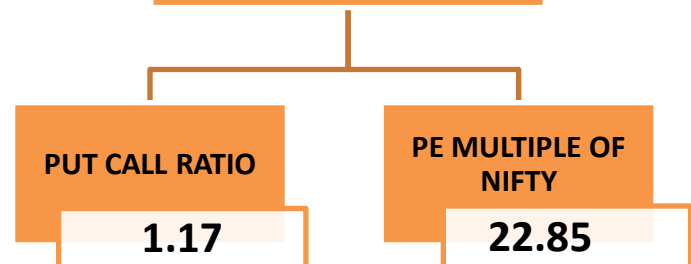 PUT CALL RATIO
1.17
PE MULTIPLE OF
NIFTY
22.85